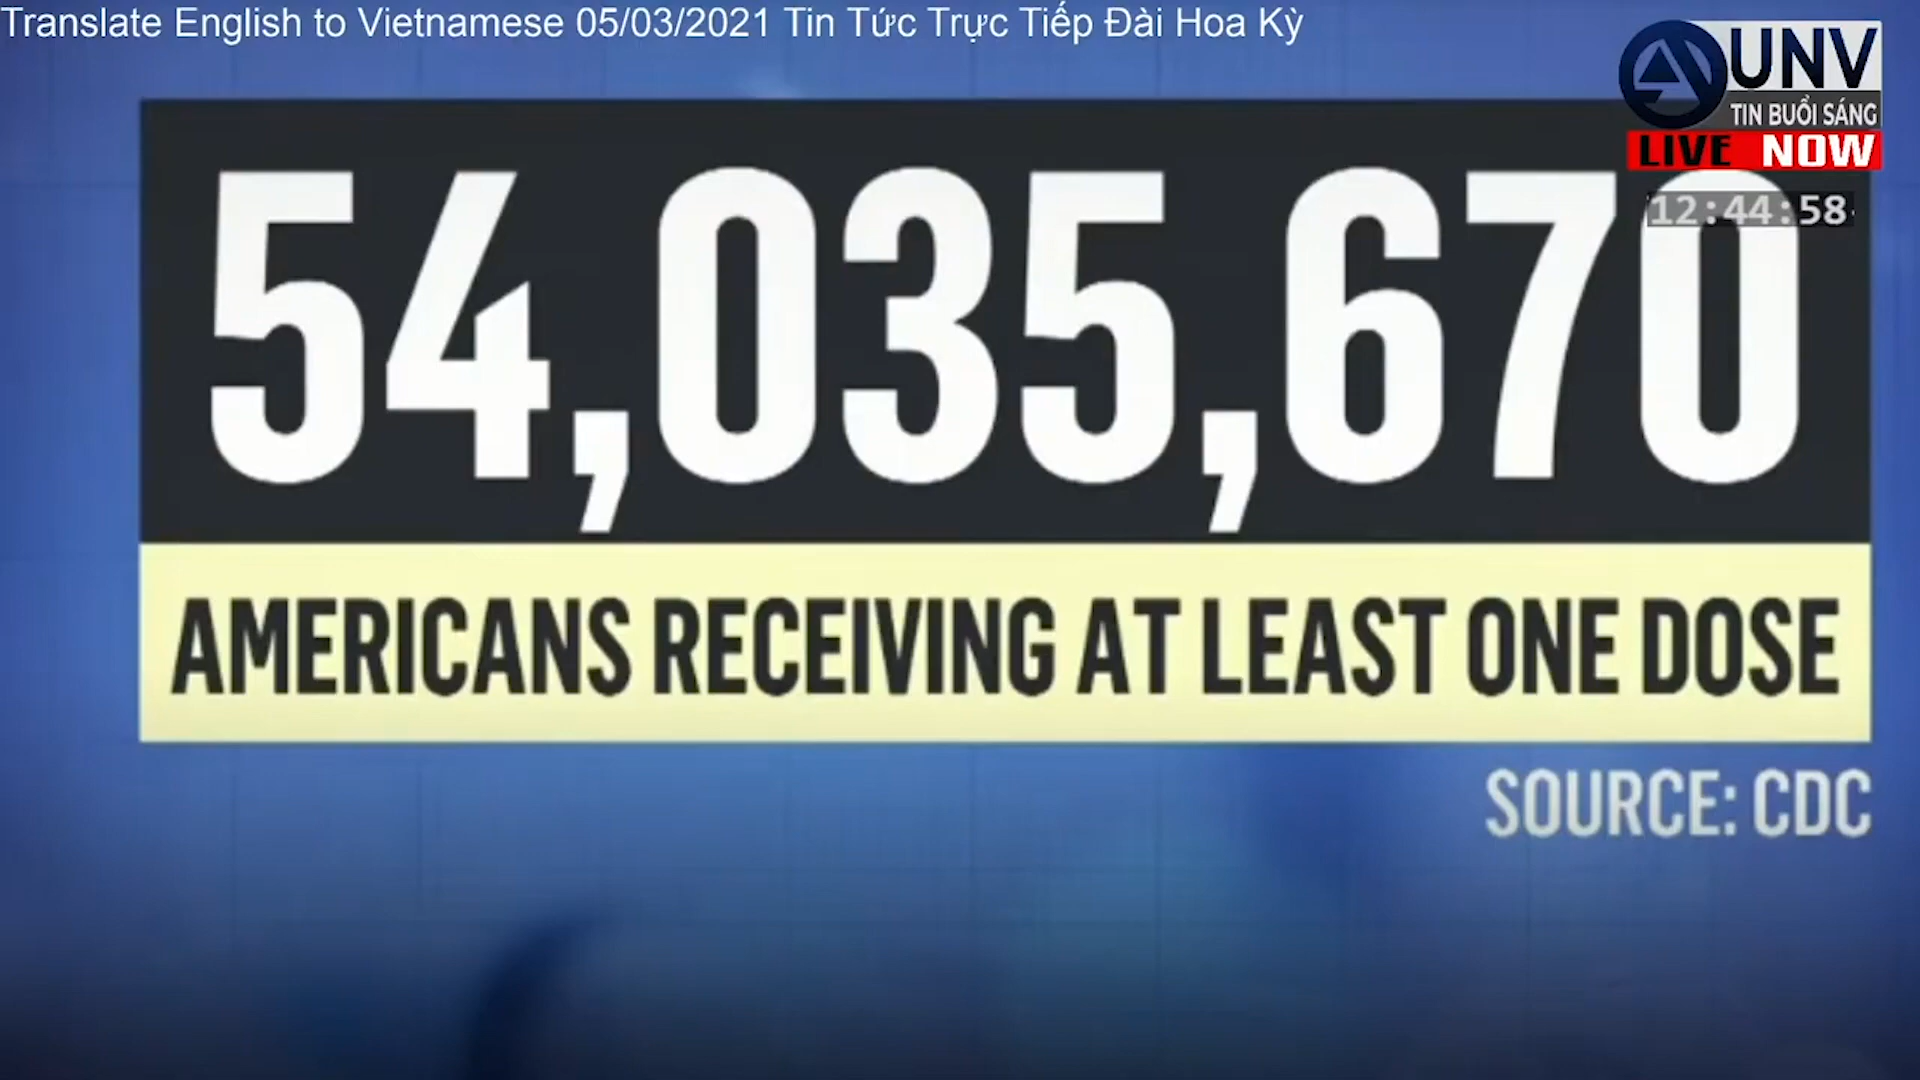 Translate English to Vietnamese 05/03/2021 Tin Tức Trực Tiếp Đài Hoa Kỳ
UNV
TIN BUỔI SÁNG
LIVE NOW
12:44:58
54,035,670
AMERICANS RECEIVING AT LEAST ONE DOSE
SOURCE: CDC